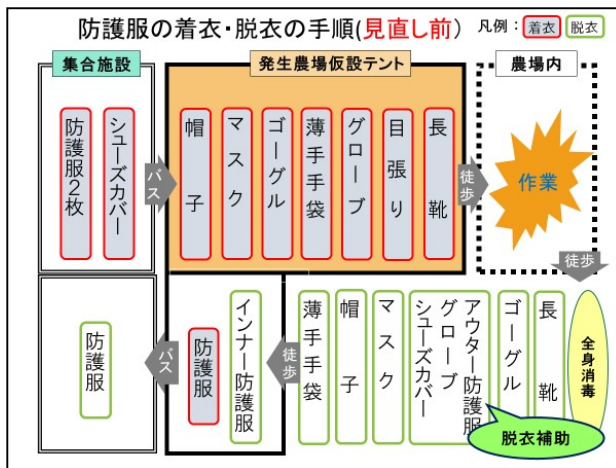 防護服の着衣・脱衣の手順(見直し前)
凡例：
着衣
脱衣
集合施設
発生農場仮設テント
農場内
防護服2枚
シューズカバー
バス
帽子
マスク
ゴーグル
薄手手袋
グローブ
目張り
長靴
徒歩
作業
徒歩
全身消毒
長靴
ゴーグル
アウター防護服
グローブ
シューズカバー
脱衣補助
マスク
帽子
薄手手袋
徒歩
インナー防護服
防護服
バス
防護服